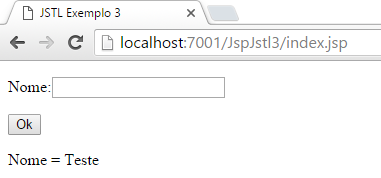 JSTL Exemplo 3
localhost:7001/JspJstl3/index.jsp
Nome:
Ok
Nome = Teste